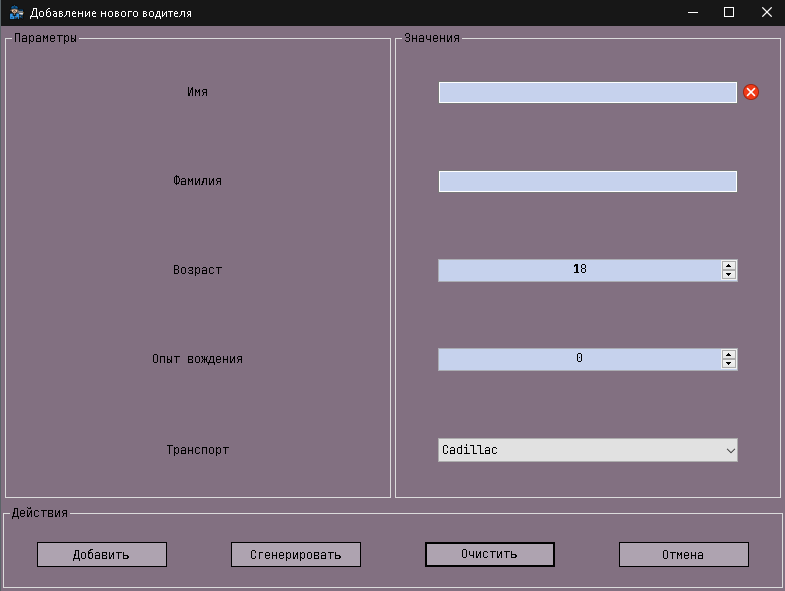 Добавление нового водителя
Параметры
Значения
Имя
Фамилия
Возраст
18
Опыт вождения
0
Транспорт
Cadillac
Действия
Добавить
Сгенерировать
Очистить
Отмена